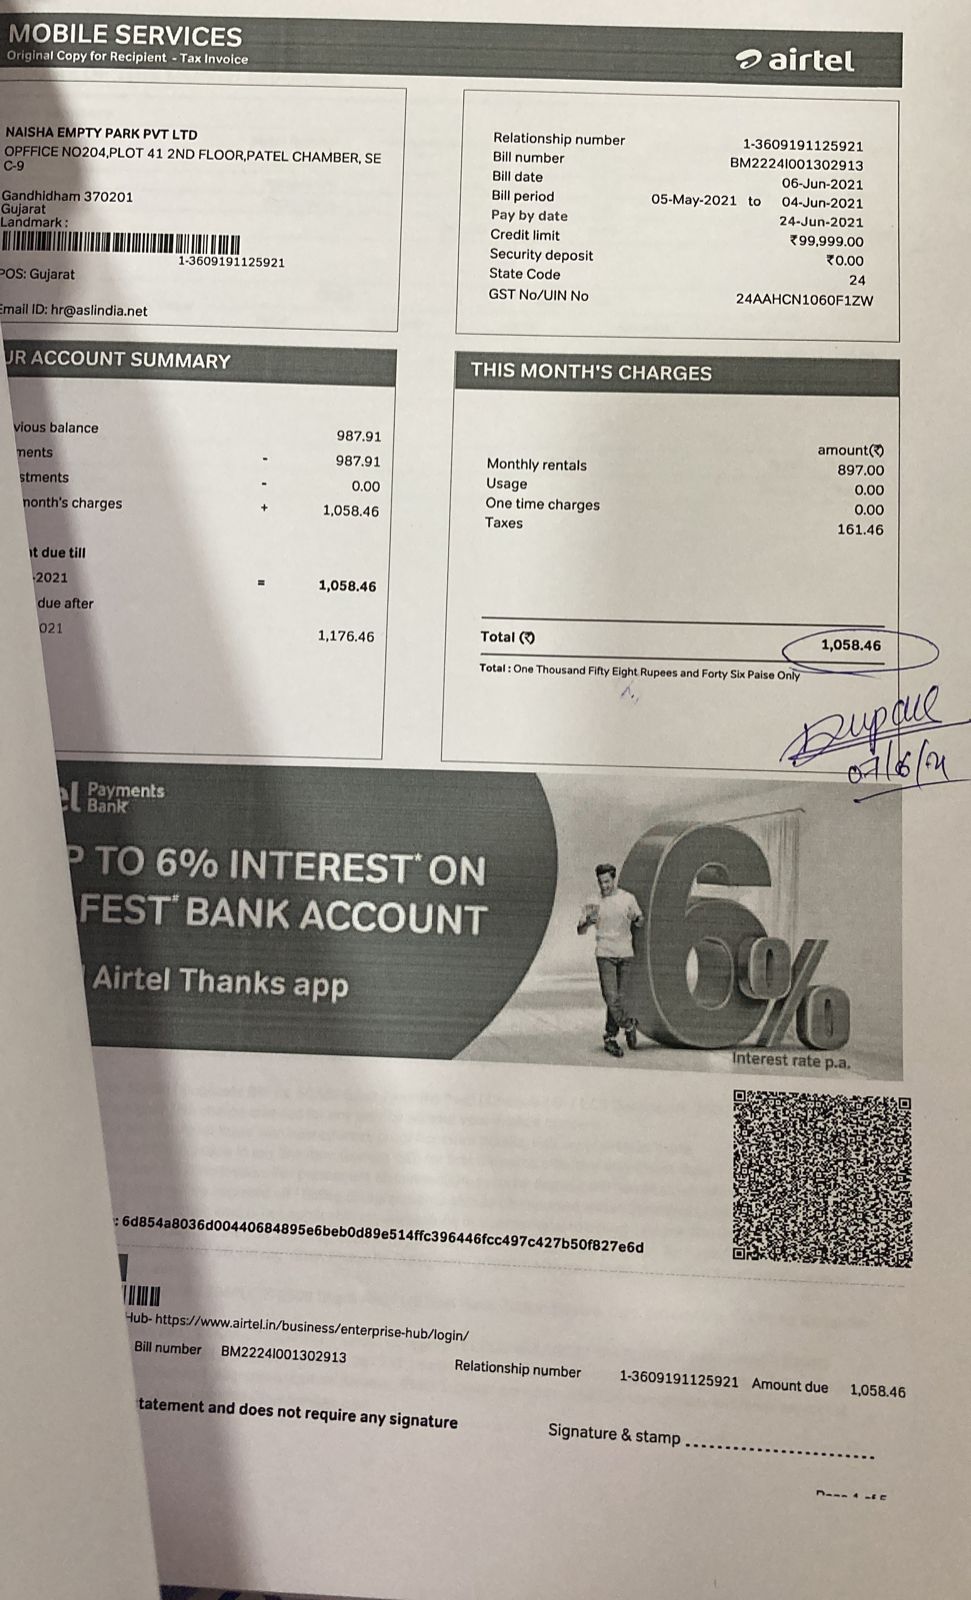 MOBILE SERVICES
Original Copy for Recipient - Tax Invoice
airtel
NAISHA EMPTY PARK PVT LTD
OPFFICE NO204,PLOT 41 2ND FLOOR,PATEL CHAMBER, SE
C-9
Gandhidham 370201
Gujarat
Landmark :
1-3609191125921
POS: Gujarat
Email ID: hr@aslindia.net
Relationship number 1-3609191125921
Bill number BM2224I001302913
Bill date 06-Jun-2021
Bill period 05-May-2021 to 04-Jun-2021
Pay by date 24-Jun-2021
Credit limit ₹99,999.00
Security deposit ₹0.00
State Code 24
GST No/UIN No 24AAHCN1060F1ZW
UR ACCOUNT SUMMARY
vious balance 987.91
ments - 987.91
stments - 0.00
month's charges + 1,058.46
t due till
-2021 = 1,058.46
due after
021 1,176.46
THIS MONTH'S CHARGES
amount(₹)
Monthly rentals 897.00
Usage 0.00
One time charges 0.00
Taxes 161.46
Total (₹) 1,058.46
Total : One Thousand Fifty Eight Rupees and Forty Six Paise Only
07/6/21
el Payments
Bank
P TO 6% INTEREST* ON
FEST# BANK ACCOUNT
Airtel Thanks app
6%
Interest rate p.a.
: 6d854a8036d00440684895e6beb0d89e514ffc396446fcc497c427b50f827e6d
Hub- https://www.airtel.in/business/enterprise-hub/login/
Bill number BM2224I001302913 Relationship number 1-3609191125921 Amount due 1,058.46
tatement and does not require any signature
Signature & stamp